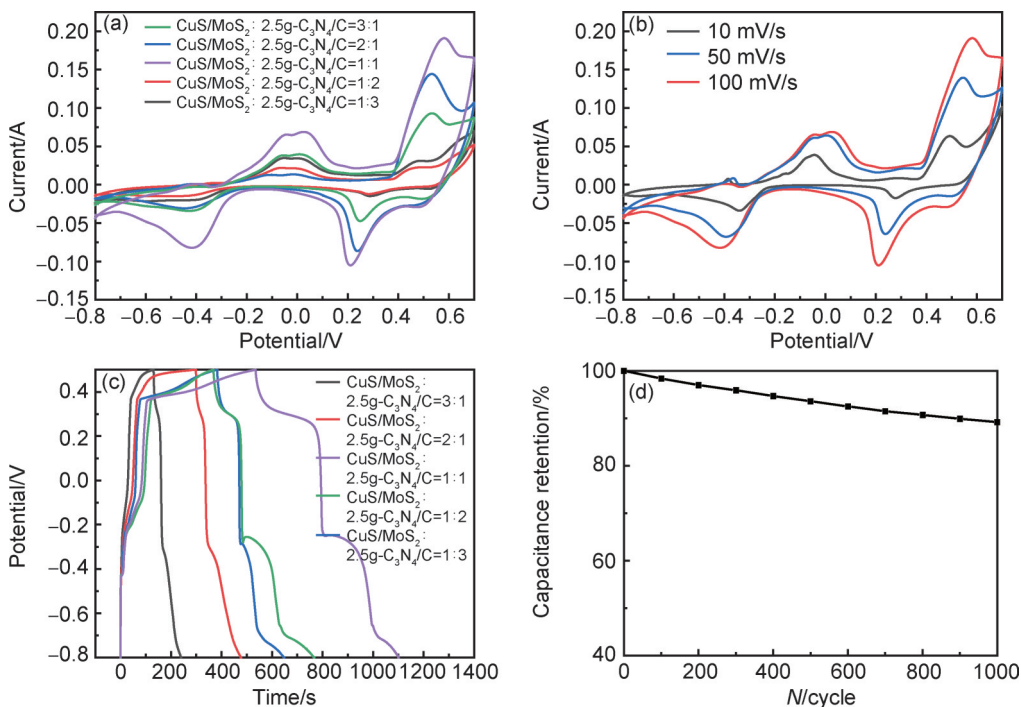 (a)
CuS/MoS₂: 2.5g-C₃N₄/C=3:1
CuS/MoS₂: 2.5g-C₃N₄/C=2:1
CuS/MoS₂: 2.5g-C₃N₄/C=1:1
CuS/MoS₂: 2.5g-C₃N₄/C=1:2
CuS/MoS₂: 2.5g-C₃N₄/C=1:3
0.20
0.15
0.10
0.05
0.00
−0.05
−0.10
−0.15
Current/A
−0.8 −0.6 −0.4 −0.2 0.0 0.2 0.4 0.6
Potential/V
(b)
10 mV/s
50 mV/s
100 mV/s
0.20
0.15
0.10
0.05
0.00
−0.05
−0.10
−0.15
Current/A
−0.8 −0.6 −0.4 −0.2 0.0 0.2 0.4 0.6
Potential/V
(c)
CuS/MoS₂:
2.5g-C₃N₄/C=3:1
CuS/MoS₂:
2.5g-C₃N₄/C=2:1
CuS/MoS₂:
2.5g-C₃N₄/C=1:1
CuS/MoS₂:
2.5g-C₃N₄/C=1:2
CuS/MoS₂:
2.5g-C₃N₄/C=1:3
0.4
0.0
−0.2
−0.4
−0.6
−0.8
Potential/V
0 200 400 600 800 1000 1200 1400
Time/s
(d)
100
80
60
40
Capacitance retention/%
0 200 400 600 800 1000
N/cycle